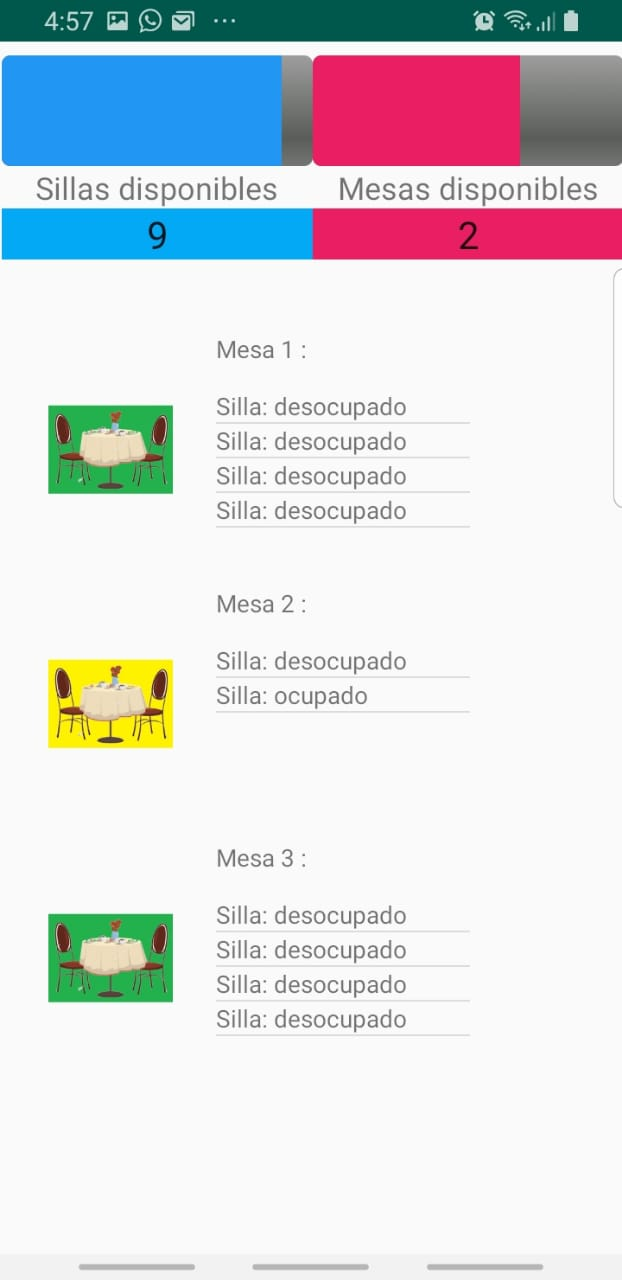 4:57
Sillas disponibles
Mesas disponibles
9
2
Mesa 1 :
Silla: desocupado
Silla: desocupado
Silla: desocupado
Silla: desocupado
Mesa 2 :
Silla: desocupado
Silla: ocupado
Mesa 3 :
Silla: desocupado
Silla: desocupado
Silla: desocupado
Silla: desocupado